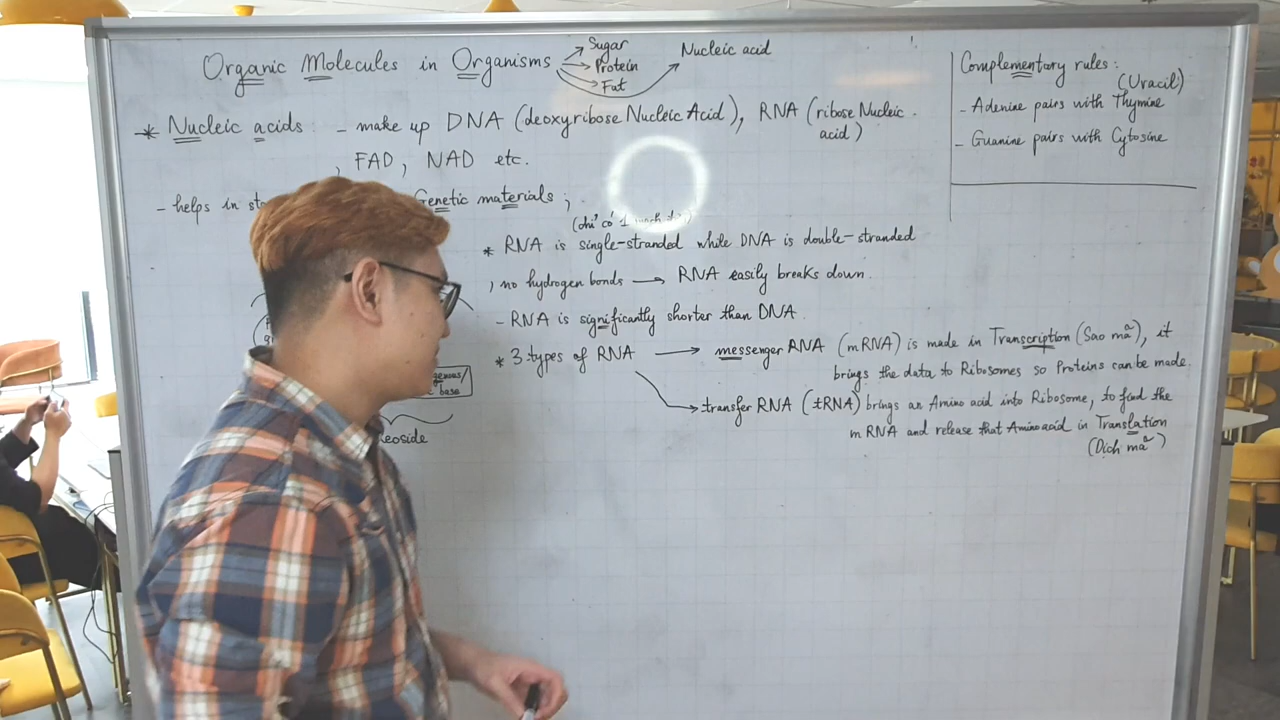 Organic Molecules in Organisms
Sugar
Protein
Fat
Nucleic acid
Complementary rules:
(Uracil)
- Adenine pairs with Thymine
- Guanine pairs with Cytosine
* Nucleic acids: - make up DNA (deoxyribose Nucleic Acid), RNA (ribose Nucleic
acid)
, FAD, NAD etc.
- helps in Genetic materials;
(chỉ có 1
* RNA is single-stranded while DNA is double-stranded
, no hydrogen bonds → RNA easily breaks down.
- RNA is significantly shorter than DNA.
* 3 types of RNA → messenger RNA (mRNA) is made in Transcription (Sao mã), it
brings the data to Ribosomes so Proteins can be made.
→ transfer RNA (tRNA) brings an Amino acid into Ribosome, to find the
mRNA and release that Amino acid in Translation
(Dịch mã)
base